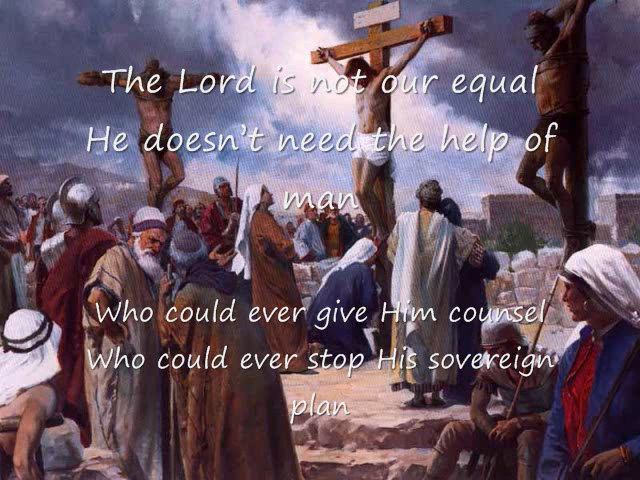 The Lord is not our equal
He doesn't need the help of
man
Who could ever give Him counsel
Who could ever stop His sovereign
plan